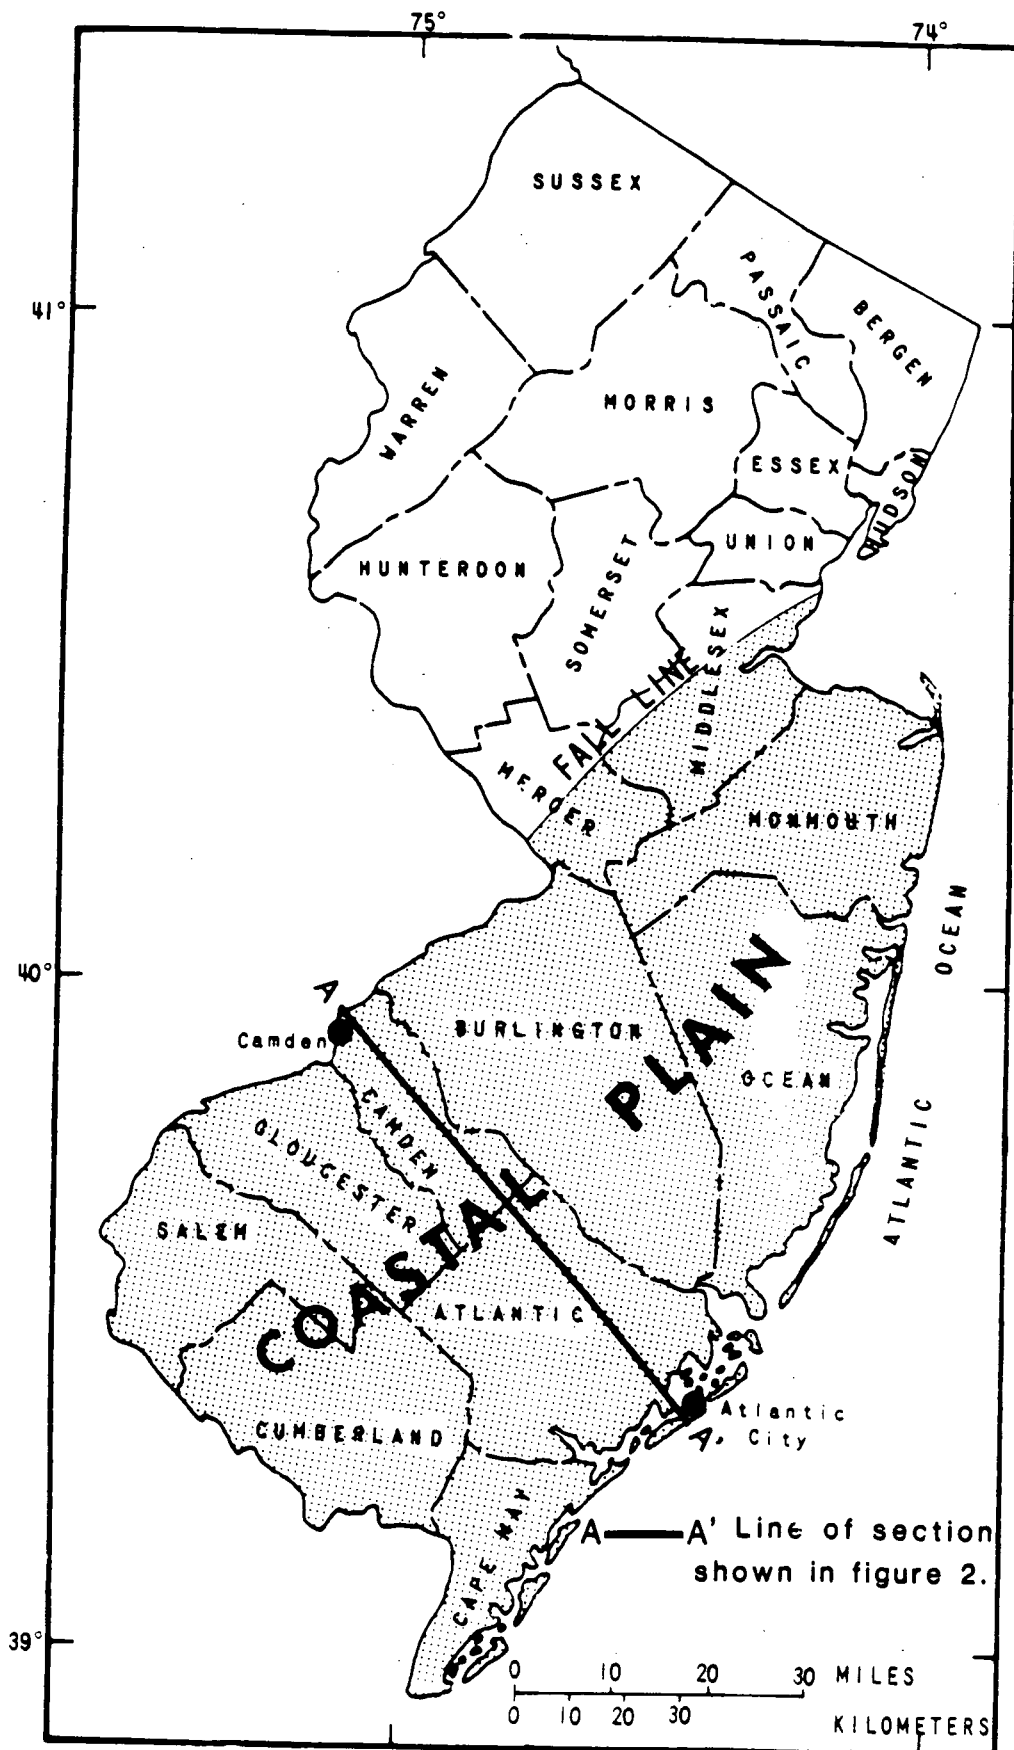 75° 74°
SUSSEX
PASSAIC
BERGEN
41°
WARREN
MORRIS
ESSEX
HUDSON
UNION
HUNTERDON
SOMERSET
MIDDLESEX
FALL LINE
MERCER
MONMOUTH
OCEAN
ATLANTIC
40°
A
Camden
BURLINGTON
OCEAN
COASTAL PLAIN
CAMDEN
GLOUCESTER
SALEM
ATLANTIC
Atlantic
City
A'
CUMBERLAND
CAPE MAY
A A' Line of section
shown in figure 2.
39°
0 10 20 30 MILES
0 10 20 30 KILOMETERS